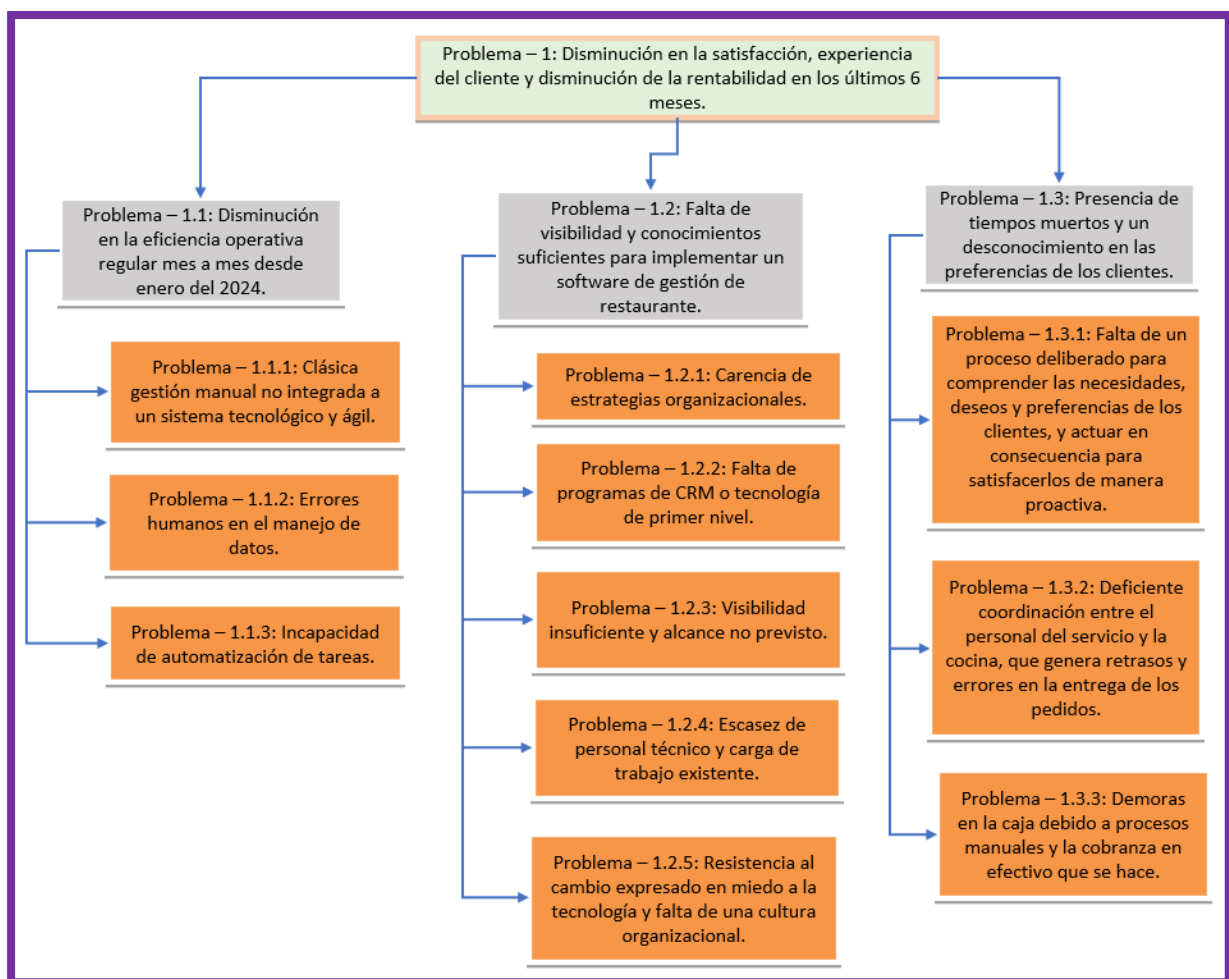 Problema – 1: Disminución en la satisfacción, experiencia
del cliente y disminución de la rentabilidad en los últimos 6
meses.
Problema – 1.1: Disminución
en la eficiencia operativa
regular mes a mes desde
enero del 2024.
Problema – 1.1.1: Clásica
gestión manual no integrada a
un sistema tecnológico y ágil.
Problema – 1.1.2: Errores
humanos en el manejo de
datos.
Problema – 1.1.3: Incapacidad
de automatización de tareas.
Problema – 1.2: Falta de
visibilidad y conocimientos
suficientes para implementar un
software de gestión de
restaurante.
Problema – 1.2.1: Carencia de
estrategias organizacionales.
Problema – 1.2.2: Falta de
programas de CRM o tecnología
de primer nivel.
Problema – 1.2.3: Visibilidad
insuficiente y alcance no previsto.
Problema – 1.2.4: Escasez de
personal técnico y carga de
trabajo existente.
Problema – 1.2.5: Resistencia al
cambio expresado en miedo a la
tecnología y falta de una cultura
organizacional.
Problema – 1.3: Presencia de
tiempos muertos y un
desconocimiento en las
preferencias de los clientes.
Problema – 1.3.1: Falta de un
proceso deliberado para
comprender las necesidades,
deseos y preferencias de los
clientes, y actuar en
consecuencia para
satisfacerlos de manera
proactiva.
Problema – 1.3.2: Deficiente
coordinación entre el
personal del servicio y la
cocina, que genera retrasos y
errores en la entrega de los
pedidos.
Problema – 1.3.3: Demoras
en la caja debido a procesos
manuales y la cobranza en
efectivo que se hace.